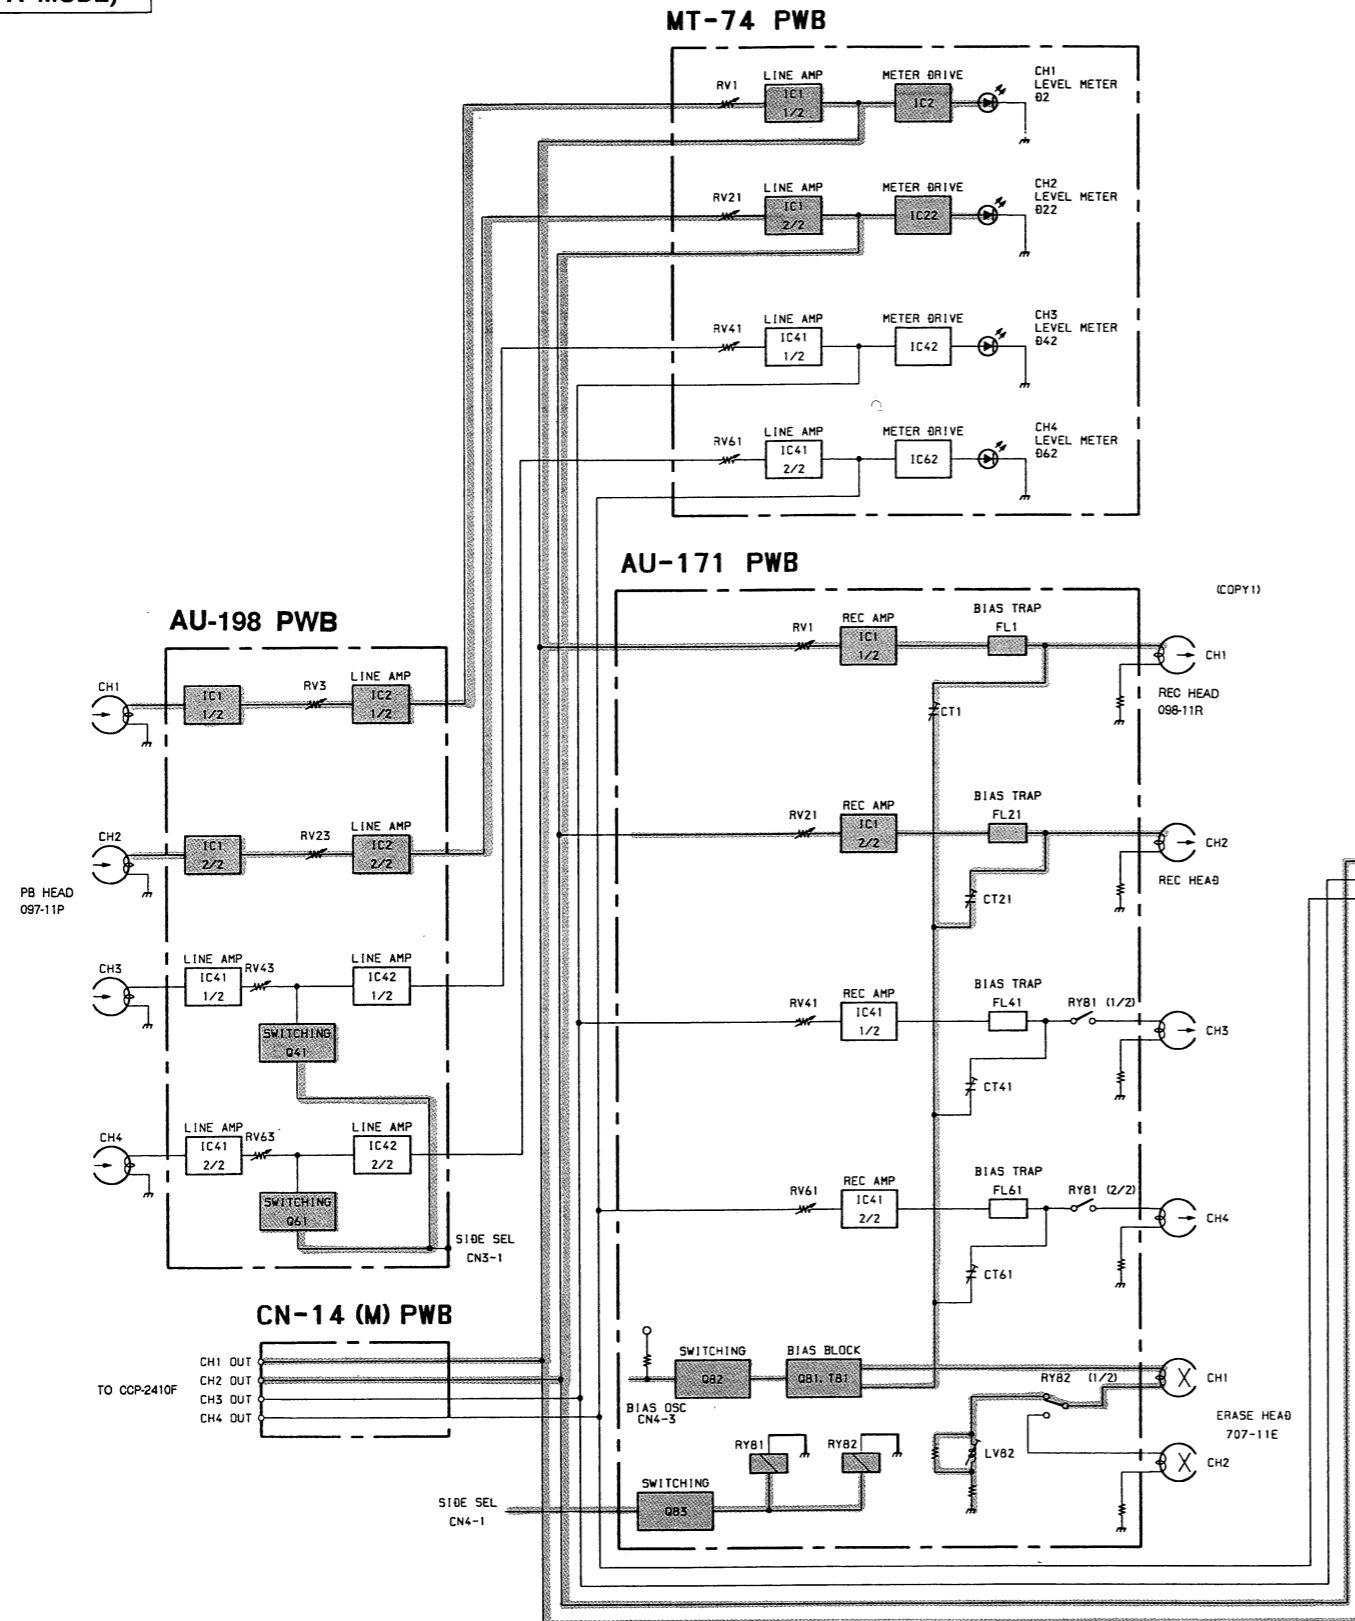 A MODE)
MT-74 PWB
RV1
LINE AMP
IC1
1/2
METER DRIVE
IC2
CH1
LEVEL METER
D2
RV21
LINE AMP
IC1
2/2
METER DRIVE
IC22
CH2
LEVEL METER
D22
RV41
LINE AMP
IC41
1/2
METER DRIVE
IC42
CH3
LEVEL METER
D42
RV61
LINE AMP
IC41
2/2
METER DRIVE
IC62
CH4
LEVEL METER
D62
AU-171 PWB
(COPY1)
RV1
REC AMP
IC1
1/2
BIAS TRAP
FL1
CH1
REC HEAD
098-11R
CT1
RV21
REC AMP
IC1
2/2
BIAS TRAP
FL21
CH2
REC HEAD
CT21
RV41
REC AMP
IC41
1/2
BIAS TRAP
FL41
RY81 (1/2)
CH3
CT41
RV61
REC AMP
IC41
2/2
BIAS TRAP
FL61
RY81 (2/2)
CH4
CT61
SWITCHING
Q82
BIAS BLOCK
Q81, T81
BIAS OSC
CN4-3
RY82 (1/2)
CH1
ERASE HEAD
707-11E
CH2
RY81
RY82
LV82
SWITCHING
Q83
SIDE SEL
CN4-1
AU-198 PWB
CH1
IC1
1/2
RV3
LINE AMP
IC2
1/2
CH2
IC1
2/2
RV23
LINE AMP
IC2
2/2
PB HEAD
097-11P
CH3
LINE AMP
IC41
1/2
RV43
LINE AMP
IC42
1/2
SWITCHING
Q41
CH4
LINE AMP
IC41
2/2
RV63
LINE AMP
IC42
2/2
SWITCHING
Q61
SIDE SEL
CN3-1
CN-14 (M) PWB
TO CCP-2410F
CH1 OUT
CH2 OUT
CH3 OUT
CH4 OUT